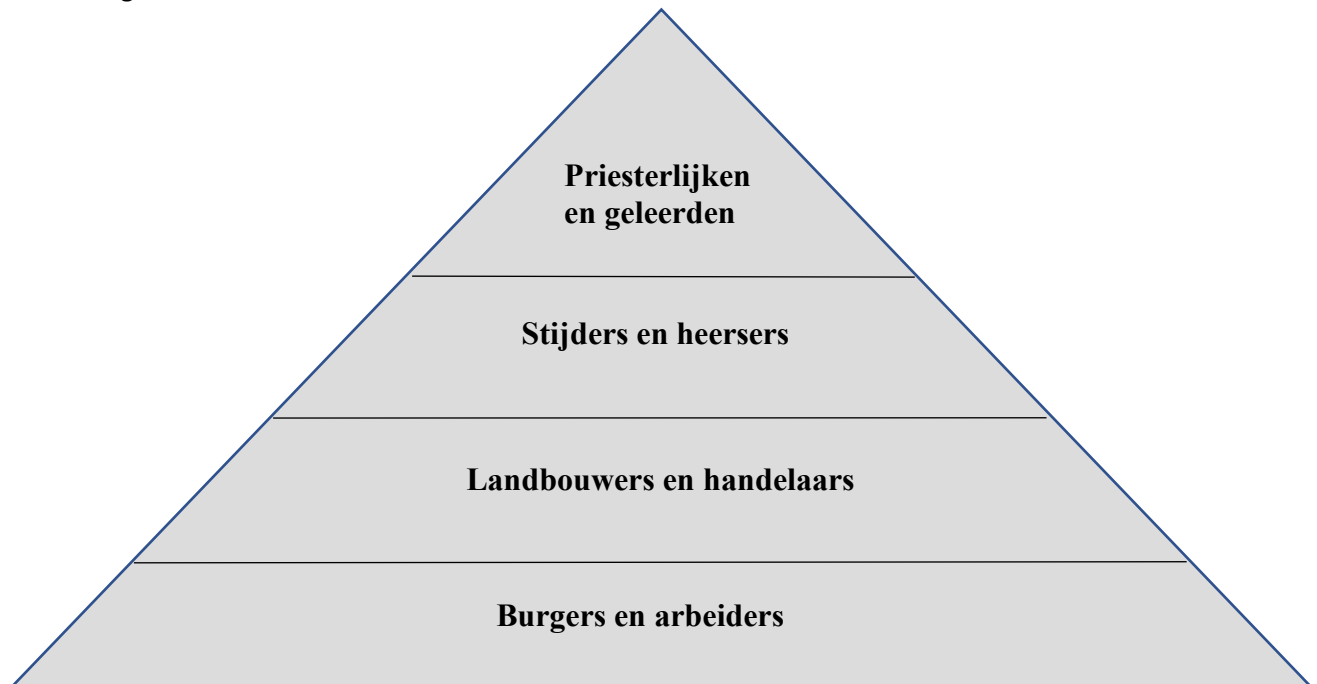 Priesterlijken
en geleerden
Stijders en heersers
Landbouwers en handelaars
Burgers en arbeiders